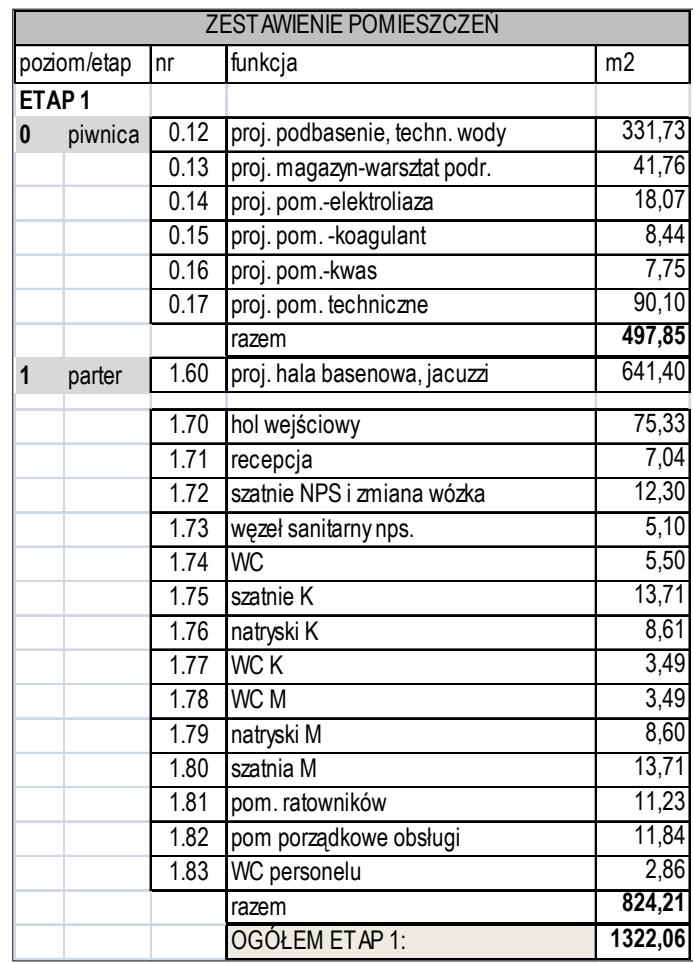 ZESTAWIENIE POMIESZCZEŃ
poziom/etap nr funkcja m2
ETAP 1
0 piwnica 0.12 proj. podbasenie, techn. wody 331,73
0.13 proj. magazyn-warsztat podr. 41,76
0.14 proj. pom.-elektroliaza 18,07
0.15 proj. pom. -koagulant 8,44
0.16 proj. pom.-kwas 7,75
0.17 proj. pom. techniczne 90,10
razem 497,85
1 parter 1.60 proj. hala basenowa, jacuzzi 641,40
1.70 hol wejściowy 75,33
1.71 recepcja 7,04
1.72 szatnie NPS i zmiana wózka 12,30
1.73 węzeł sanitarny nps. 5,10
1.74 WC 5,50
1.75 szatnie K 13,71
1.76 natryski K 8,61
1.77 WC K 3,49
1.78 WC M 3,49
1.79 natryski M 8,60
1.80 szatnia M 13,71
1.81 pom. ratowników 11,23
1.82 pom porządkowe obsługi 11,84
1.83 WC personelu 2,86
razem 824,21
OGÓŁEM ETAP 1: 1322,06